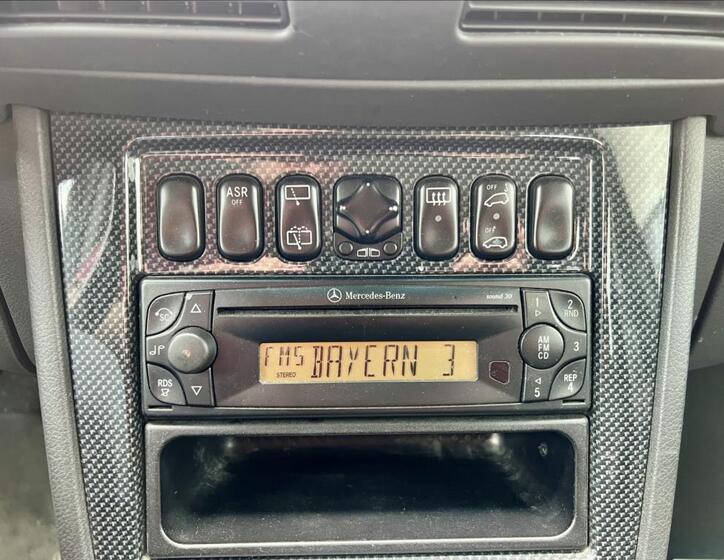 ASR
OFF
OFF
OFF
Mercedes-Benz
sound 30
SC
RDS
FM5 BAYERN 3
STEREO
1
2
RND
AM
FM
CD
3
5
REP
4